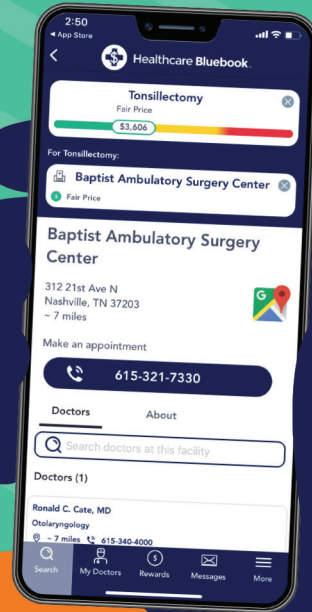 2:50
App Store
Healthcare Bluebook
Tonsillectomy
Fair Price
$3,606
For Tonsillectomy:
Baptist Ambulatory Surgery Center
Fair Price
Baptist Ambulatory Surgery
Center
312 21st Ave N
Nashville, TN 37203
~ 7 miles
G
Make an appointment
615-321-7330
Doctors About
Search doctors at this facility
Doctors (1)
Ronald C. Cate, MD
Otolaryngology
~ 7 miles 615-340-4000
Search My Doctors Rewards Messages More